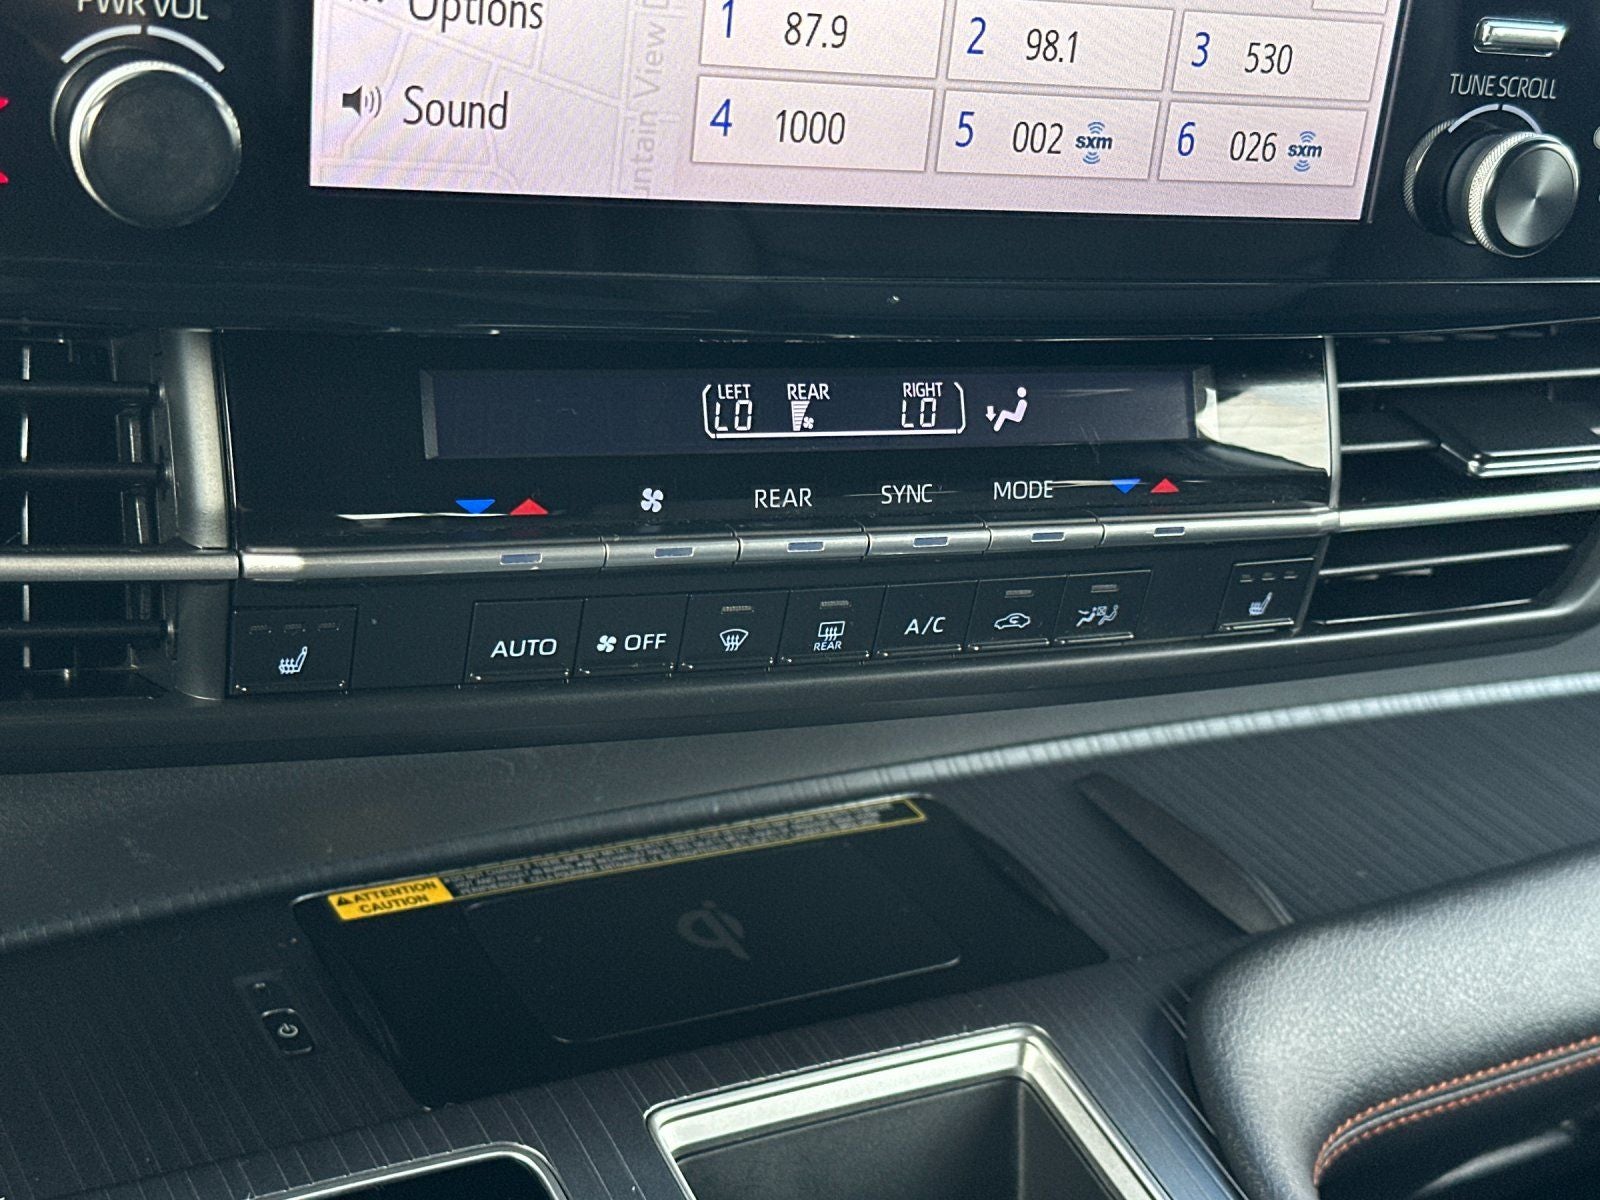 PWR VOL
Options
Sound
1 87.9
2 98.1
3 530
4 1000
5 002 sxm
6 026 sxm
TUNE SCROLL
LEFT REAR RIGHT
LO LO
REAR SYNC MODE
AUTO
OFF
REAR
A/C
ATTENTION
CAUTION
qi